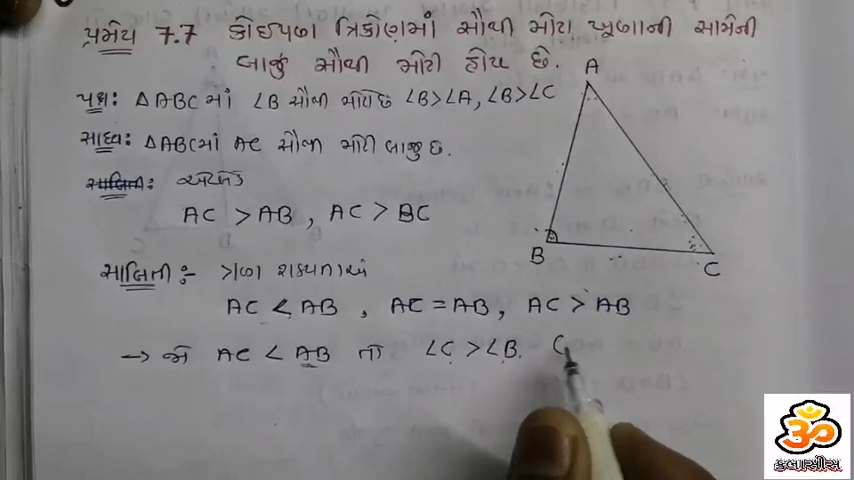 પ્રમેય 7.7 કોઈપણ ત્રિકોણમાં સૌથી મોટા ખૂણાની સામેની
બાજુ સૌથી મોટી હોય છે.
A
પક્ષ: △ABC માં ∠B સૌથી મોટો છે ∠B>∠A, ∠B>∠C
સાધ્ય: △ABC માં AC સૌથી મોટી બાજુ છે.
સાબિતી: અર્થાત
AC > AB , AC > BC
B
C
સાબિતી :- ત્રણ શક્યતાઓ
AC < AB , AC = AB, AC > AB
→ જો AC < AB તો ∠C > ∠B. (
ૐ